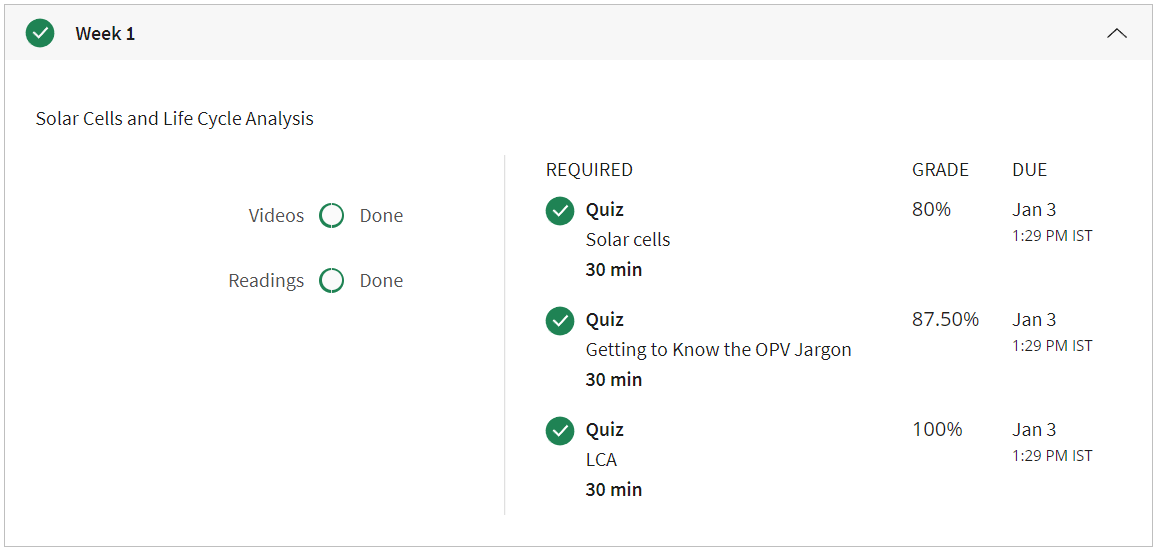 Week 1
Solar Cells and Life Cycle Analysis
Videos Done
Readings Done
REQUIRED GRADE DUE
Quiz 80% Jan 3
Solar cells 1:29 PM IST
30 min
Quiz 87.50% Jan 3
Getting to Know the OPV Jargon 1:29 PM IST
30 min
Quiz 100% Jan 3
LCA 1:29 PM IST
30 min